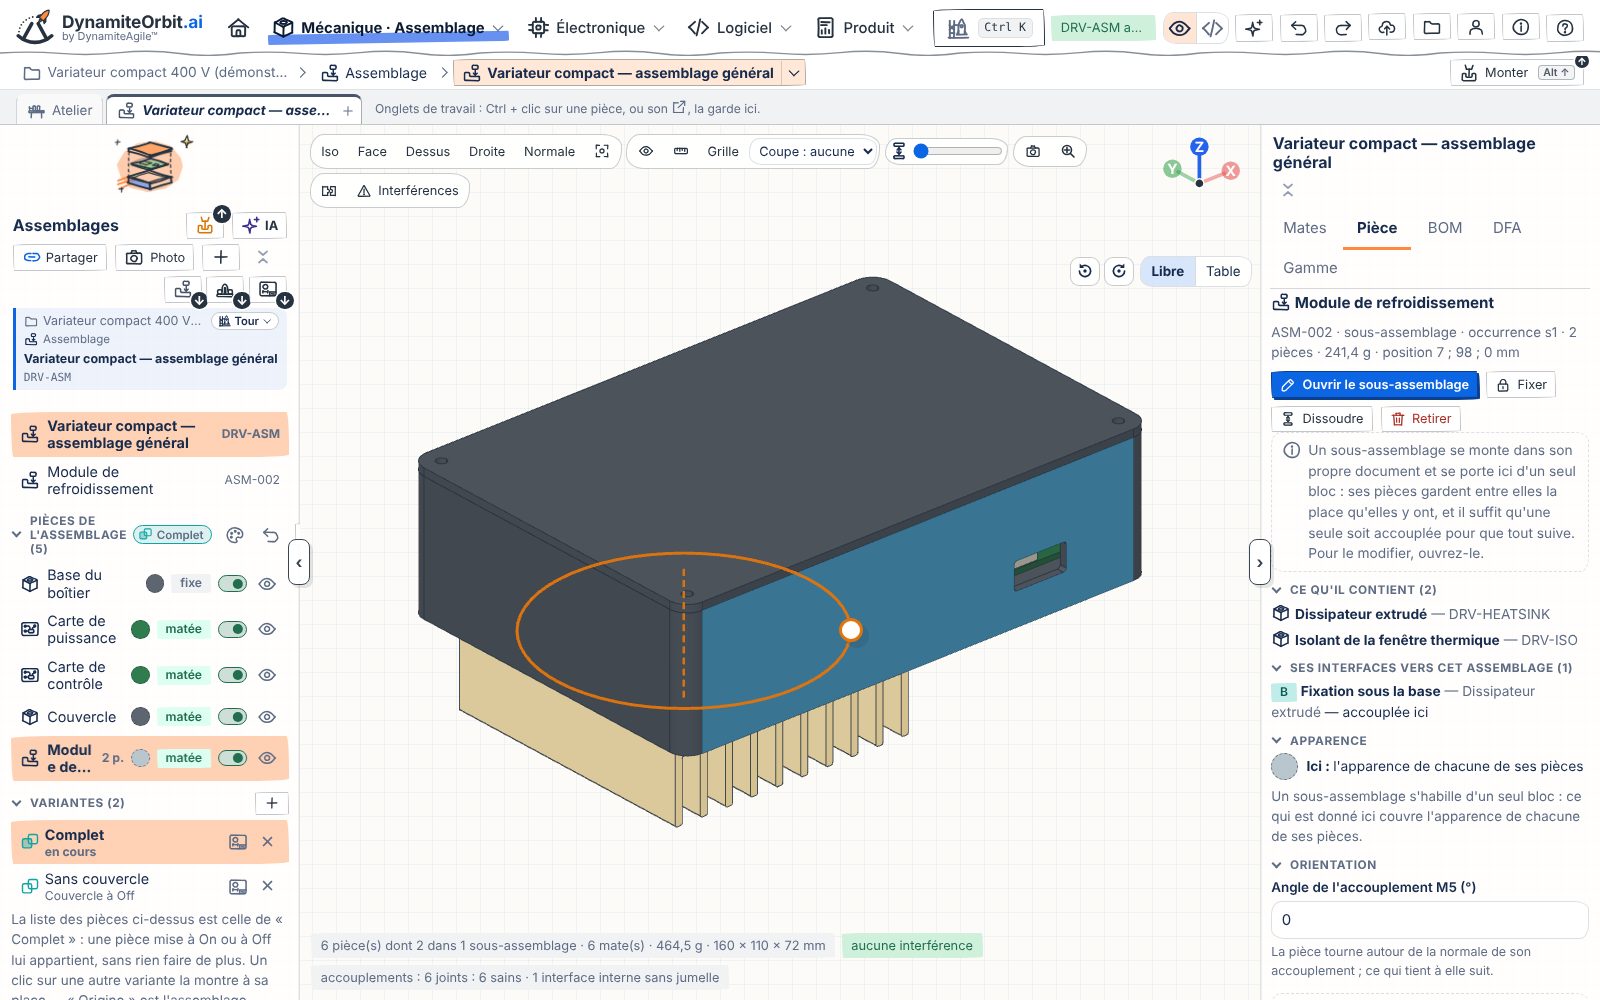 DynamiteOrbit.ai
by DynamiteAgile™
Mécanique · Assemblage
Électronique
Logiciel
Produit
Ctrl K
DRV-ASM a...
Variateur compact 400 V (démonst...
Assemblage
Variateur compact — assemblage général
Monter
Alt ↑
Atelier
Variateur compact — asse...
Onglets de travail : Ctrl + clic sur une pièce, ou son , la garde ici.
Assemblages
IA
Partager
Photo
Variateur compact 400 V...
Tour
Assemblage
Variateur compact — assemblage général
DRV-ASM
Variateur compact —
assemblage général
DRV-ASM
Module de
refroidissement
ASM-002
PIÈCES DE
L'ASSEMBLAGE
(5)
Complet
Base du
boîtier
fixe
Carte de
puissance
matée
Carte de
contrôle
matée
Couvercle
matée
Modul
e de...
2 p.
matée
VARIANTES (2)
Complet
en cours
Sans couvercle
Couvercle à Off
La liste des pièces ci-dessus est celle de «
Complet » : une pièce mise à On ou à Off
lui appartient, sans rien faire de plus. Un
clic sur une autre variante la montre à sa
place. « Origine » est l'assemblage
Iso
Face
Dessus
Droite
Normale
Grille
Coupe : aucune
Interférences
Z
Y
X
Libre
Table
6 pièce(s) dont 2 dans 1 sous-assemblage · 6 mate(s) · 464,5 g · 160 × 110 × 72 mm
aucune interférence
accouplements : 6 joints : 6 sains · 1 interface interne sans jumelle
Variateur compact — assemblage
général
Mates
Pièce
BOM
DFA
Gamme
Module de refroidissement
ASM-002 · sous-assemblage · occurrence s1 · 2
pièces · 241,4 g · position 7 ; 98 ; 0 mm
Ouvrir le sous-assemblage
Fixer
Dissoudre
Retirer
Un sous-assemblage se monte dans son
propre document et se porte ici d'un seul
bloc : ses pièces gardent entre elles la
place qu'elles y ont, et il suffit qu'une
seule soit accouplée pour que tout suive.
Pour le modifier, ouvrez-le.
CE QU'IL CONTIENT (2)
Dissipateur extrudé — DRV-HEATSINK
Isolant de la fenêtre thermique — DRV-ISO
SES INTERFACES VERS CET ASSEMBLAGE (1)
B Fixation sous la base — Dissipateur
extrudé — accouplée ici
APPARENCE
Ici : l'apparence de chacune de ses pièces
Un sous-assemblage s'habille d'un seul bloc : ce
qui est donné ici couvre l'apparence de chacune
de ses pièces.
ORIENTATION
Angle de l'accouplement M5 (°)
0
La pièce tourne autour de la normale de son
accouplement ; ce qui tient à elle suit.